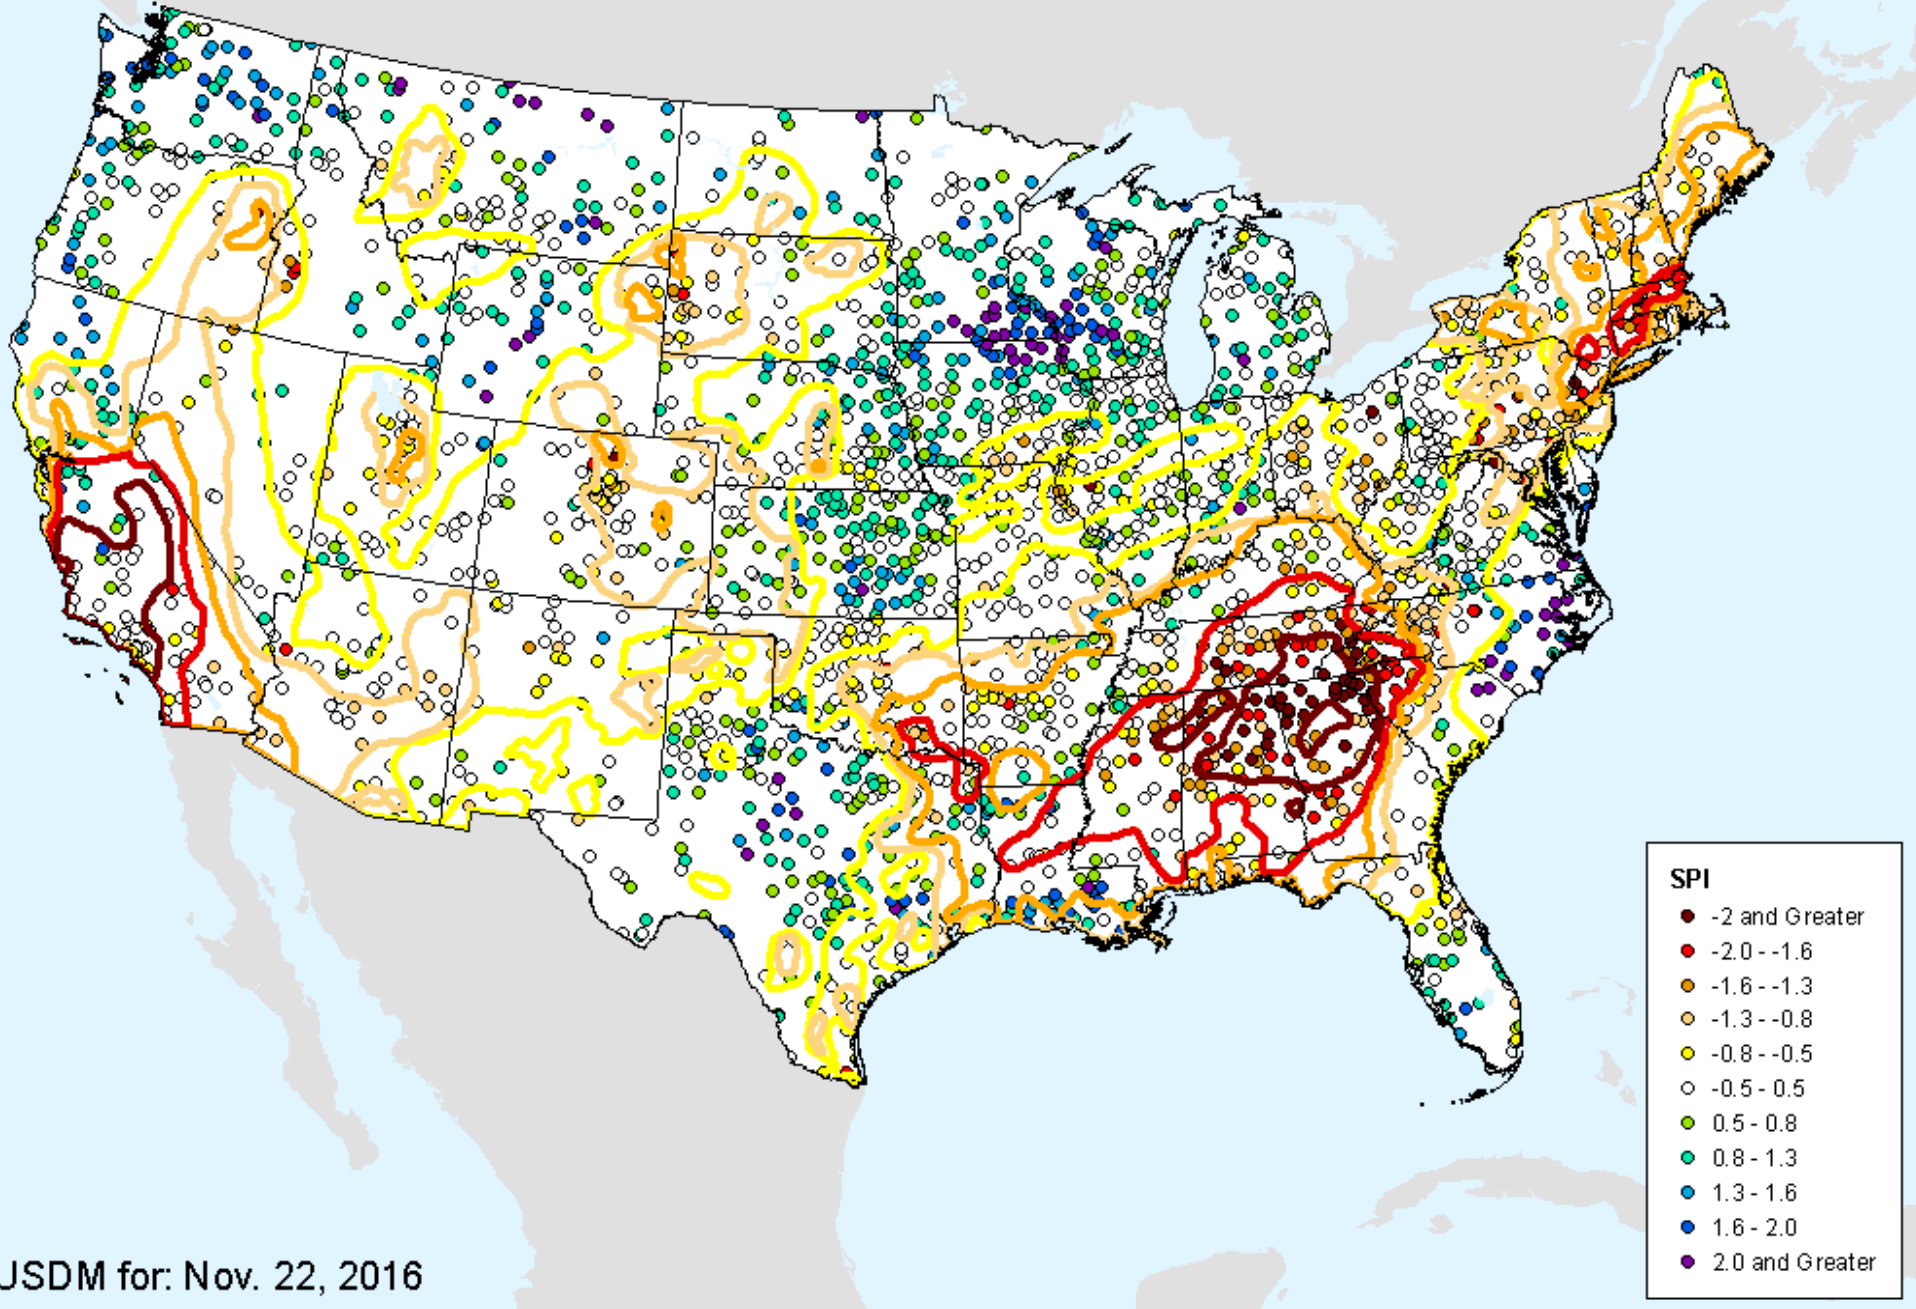 SPI
-2 and Greater
-2.0 - -1.6
-1.6 - -1.3
-1.3 - -0.8
-0.8 - -0.5
-0.5 - 0.5
0.5 - 0.8
0.8 - 1.3
1.3 - 1.6
1.6 - 2.0
2.0 and Greater
USDM for: Nov. 22, 2016